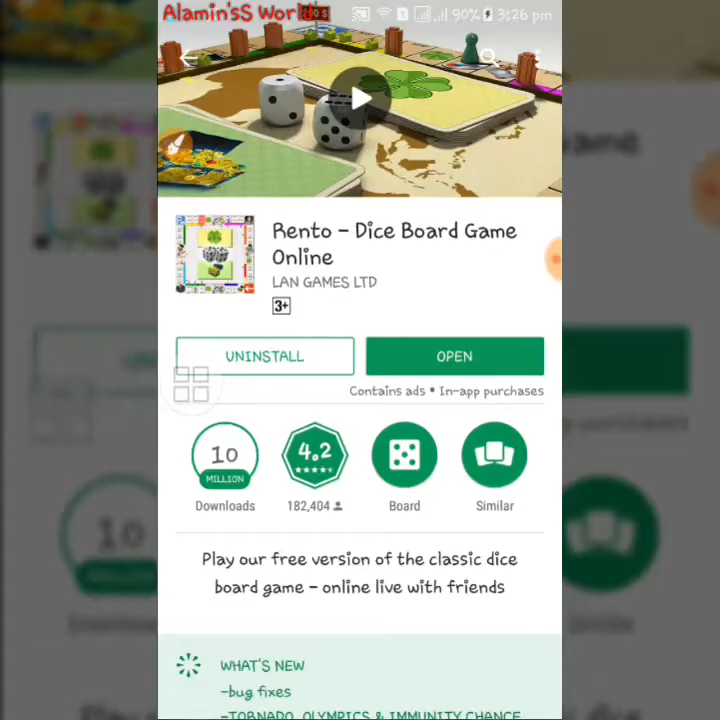 Alamin'sS World
90% 3:26 pm
Rento - Dice Board Game
Online
LAN GAMES LTD
3+
UNINSTALL
OPEN
Contains ads • In-app purchases
10
MILLION
4.2
Downloads
182,404
Board
Similar
Play our free version of the classic dice
board game - online live with friends
WHAT'S NEW
-bug fixes
-TORNADO, OLYMPICS & IMMUNITY CHANCE